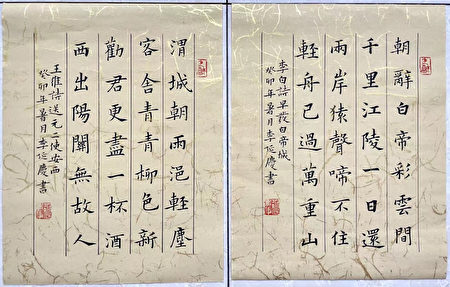 朝辭白帝彩雲間
千里江陵一日還
兩岸猿聲啼不住
輕舟已過萬重山
李白詩早發白帝城
癸卯年暑月李延慶書
渭城朝雨浥輕塵
客舍青青柳色新
勸君更盡一杯酒
西出陽關無故人
王維詩送元二使安西
癸卯年暑月李延慶書